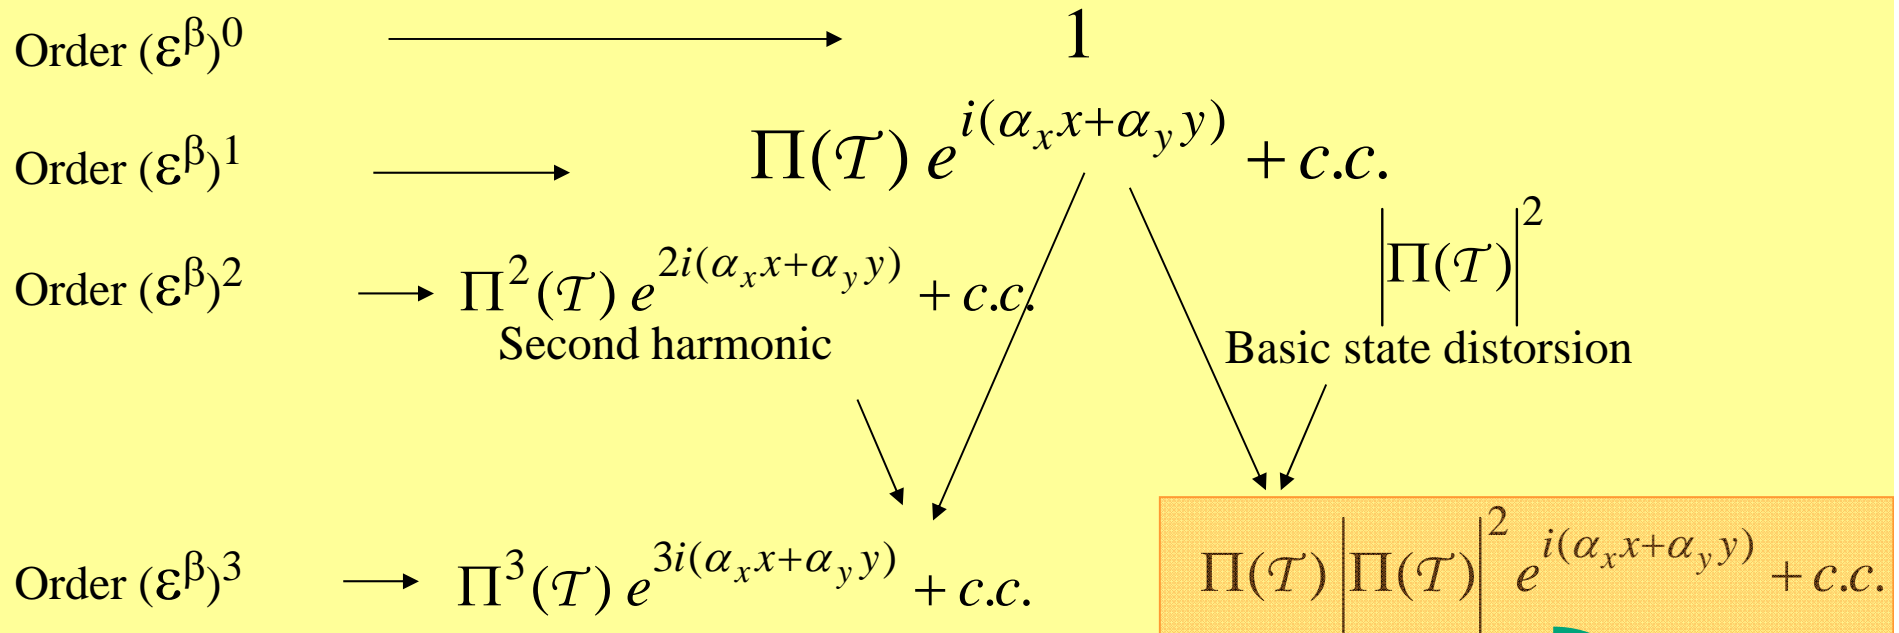 Order (ε^β)^0 1
Order (ε^β)^1 Π(𝒯) e^{i(α_x x+α_y y)} + c.c.
Order (ε^β)^2 Π^2(𝒯) e^{2i(α_x x+α_y y)} + c.c. |Π(𝒯)|^2
Second harmonic Basic state distorsion
Order (ε^β)^3 Π^3(𝒯) e^{3i(α_x x+α_y y)} + c.c. Π(𝒯) |Π(𝒯)|^2 e^{i(α_x x+α_y y)} + c.c.